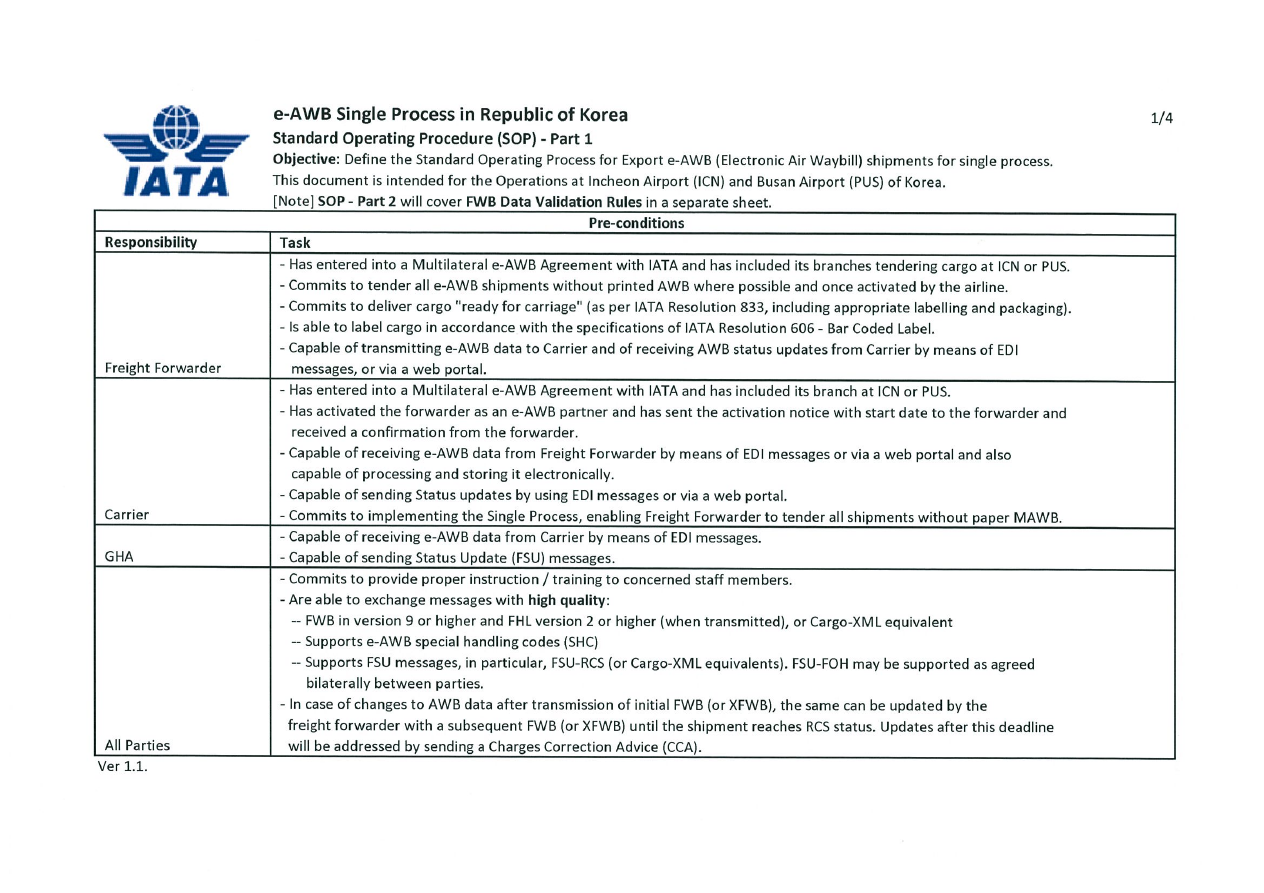 IATA
e-AWB Single Process in Republic of Korea
1/4
Standard Operating Procedure (SOP) - Part 1
Objective: Define the Standard Operating Process for Export e-AWB (Electronic Air Waybill) shipments for single process.
This document is intended for the Operations at Incheon Airport (ICN) and Busan Airport (PUS) of Korea.
[Note] SOP - Part 2 will cover FWB Data Validation Rules in a separate sheet.
Pre-conditions
Responsibility Task
- Has entered into a Multilateral e-AWB Agreement with IATA and has included its branches tendering cargo at ICN or PUS.
- Commits to tender all e-AWB shipments without printed AWB where possible and once activated by the airline.
- Commits to deliver cargo "ready for carriage" (as per IATA Resolution 833, including appropriate labelling and packaging).
- Is able to label cargo in accordance with the specifications of IATA Resolution 606 - Bar Coded Label.
- Capable of transmitting e-AWB data to Carrier and of receiving AWB status updates from Carrier by means of EDI
Freight Forwarder messages, or via a web portal.
- Has entered into a Multilateral e-AWB Agreement with IATA and has included its branch at ICN or PUS.
- Has activated the forwarder as an e-AWB partner and has sent the activation notice with start date to the forwarder and
received a confirmation from the forwarder.
- Capable of receiving e-AWB data from Freight Forwarder by means of EDI messages or via a web portal and also
capable of processing and storing it electronically.
- Capable of sending Status updates by using EDI messages or via a web portal.
Carrier - Commits to implementing the Single Process, enabling Freight Forwarder to tender all shipments without paper MAWB.
- Capable of receiving e-AWB data from Carrier by means of EDI messages.
GHA - Capable of sending Status Update (FSU) messages.
- Commits to provide proper instruction / training to concerned staff members.
- Are able to exchange messages with high quality:
-- FWB in version 9 or higher and FHL version 2 or higher (when transmitted), or Cargo-XML equivalent
-- Supports e-AWB special handling codes (SHC)
-- Supports FSU messages, in particular, FSU-RCS (or Cargo-XML equivalents). FSU-FOH may be supported as agreed
bilaterally between parties.
- In case of changes to AWB data after transmission of initial FWB (or XFWB), the same can be updated by the
freight forwarder with a subsequent FWB (or XFWB) until the shipment reaches RCS status. Updates after this deadline
All Parties will be addressed by sending a Charges Correction Advice (CCA).
Ver 1.1.